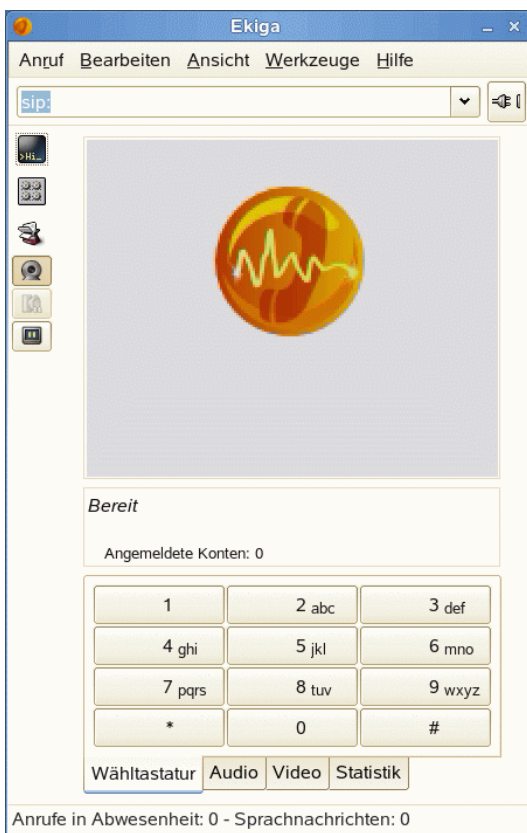 Ekiga
Anruf Bearbeiten Ansicht Werkzeuge Hilfe
sip:
>Hi_
Bereit
Angemeldete Konten: 0
1 2 abc 3 def
4 ghi 5 jkl 6 mno
7 pqrs 8 tuv 9 wxyz
* 0 #
Wähltastatur Audio Video Statistik
Anrufe in Abwesenheit: 0 - Sprachnachrichten: 0